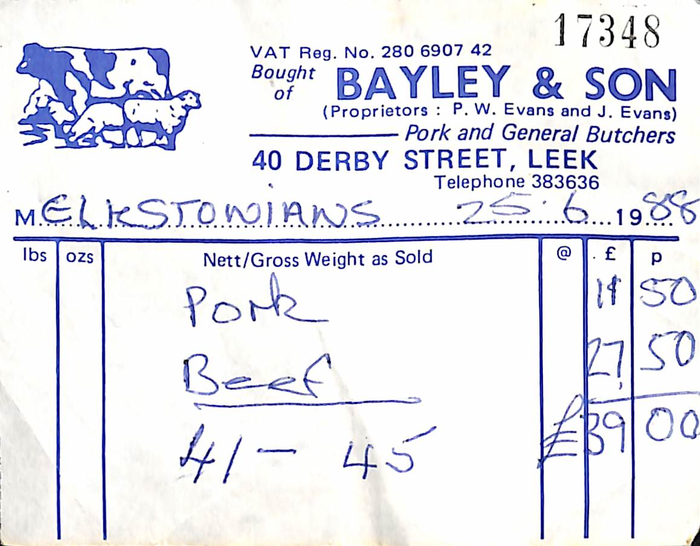 17348
VAT Reg. No. 280 6907 42
Bought of BAYLEY & SON
(Proprietors : P. W. Evans and J. Evans)
Pork and General Butchers
40 DERBY STREET, LEEK
Telephone 383636
M ELKSTONIANS 25·6 1988
lbs ozs Nett/Gross Weight as Sold @ £ p
Pork 11 50
Beef 27 50
41 - 45 £39 00